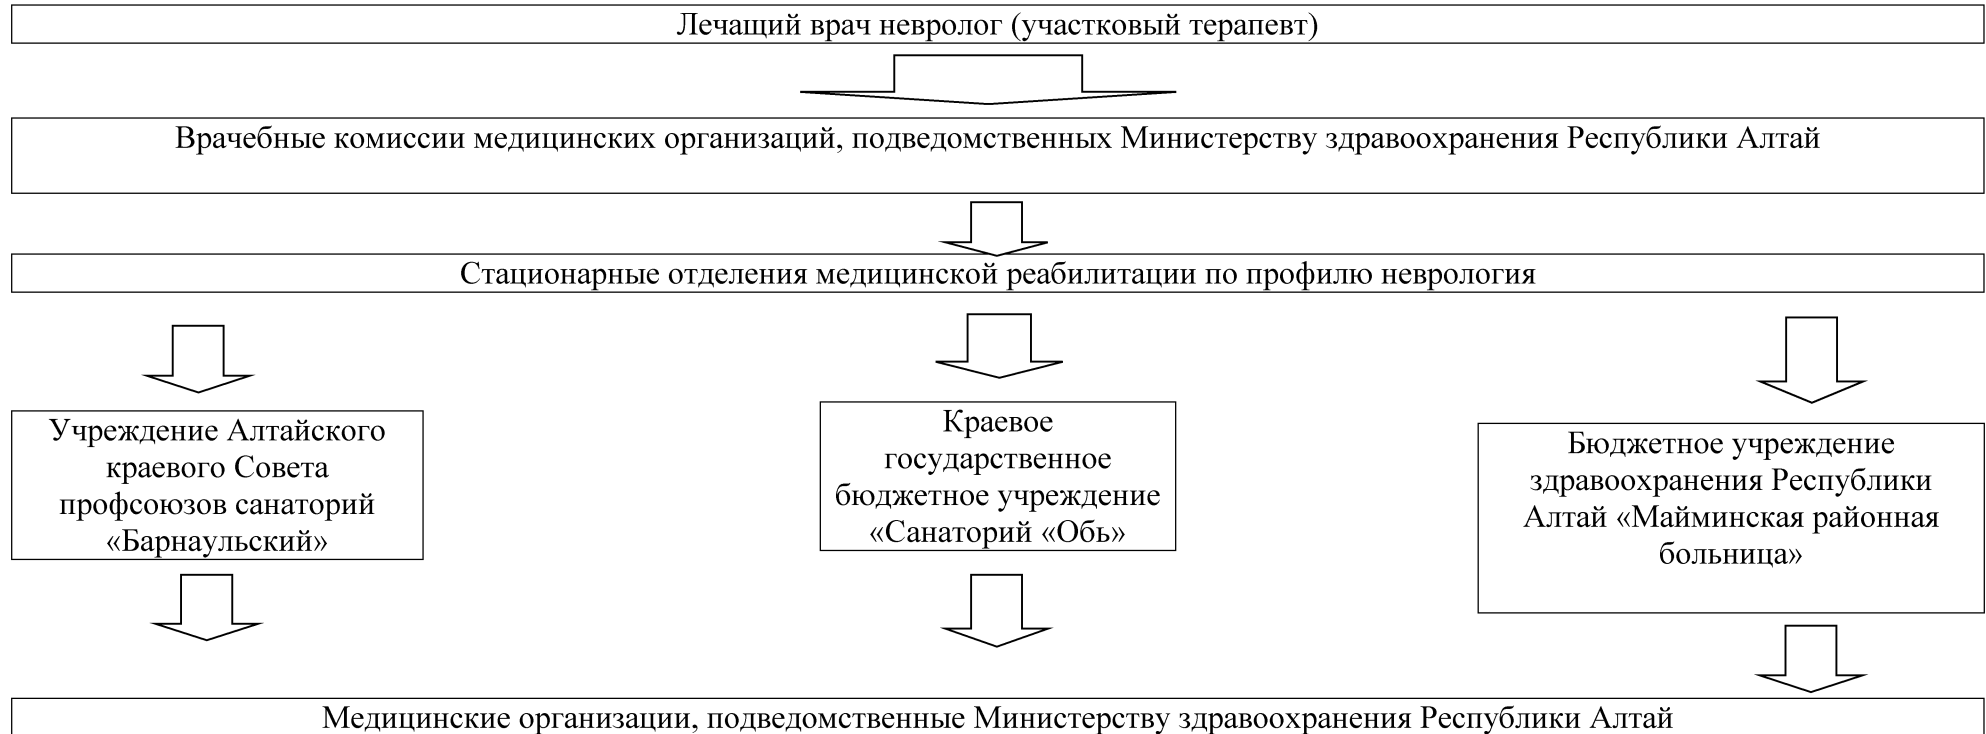 Лечащий врач невролог (участковый терапевт)
Врачебные комиссии медицинских организаций, подведомственных Министерству здравоохранения Республики Алтай
Стационарные отделения медицинской реабилитации по профилю неврология
Учреждение Алтайского
краевого Совета
профсоюзов санаторий
«Барнаульский»
Краевое
государственное
бюджетное учреждение
«Санаторий «Обь»
Бюджетное учреждение
здравоохранения Республики
Алтай «Майминская районная
больница»
Медицинские организации, подведомственные Министерству здравоохранения Республики Алтай